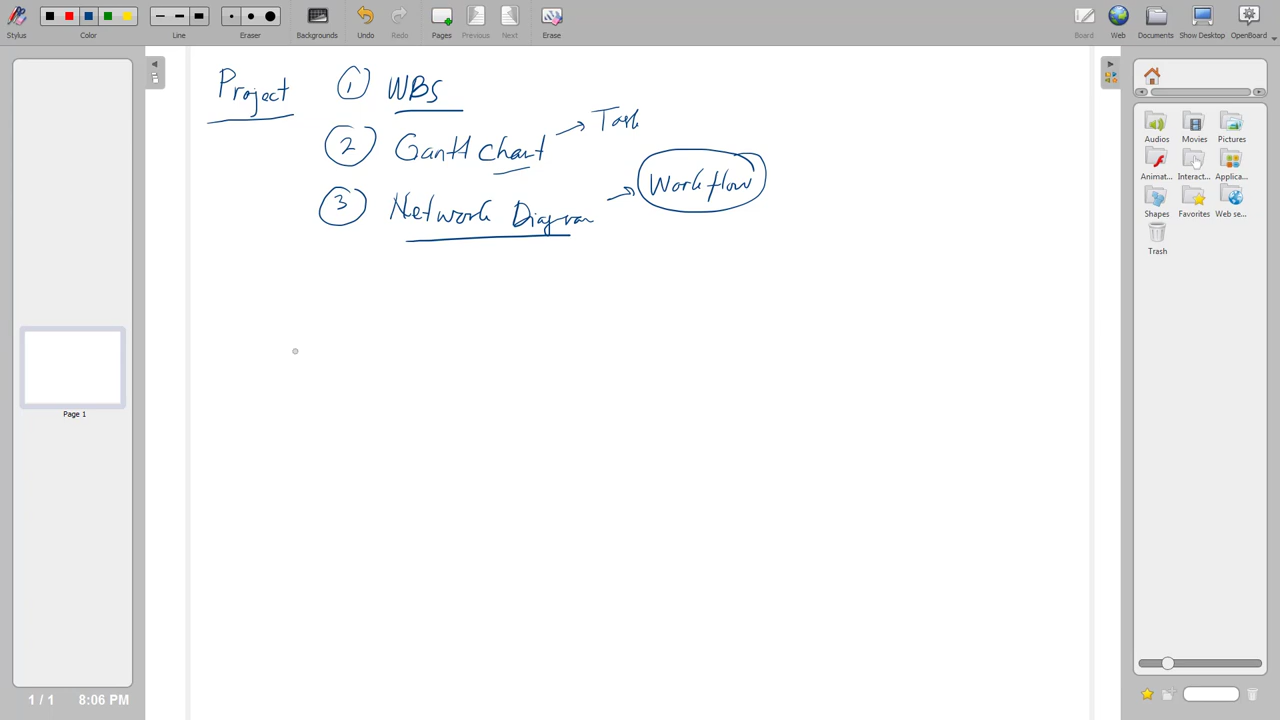 Stylus Color Line Eraser Backgrounds Undo Redo Pages Previous Next Erase Board Web Documents Show Desktop OpenBoard
Project ① WBS
② Gantt chart → Task
③ Network Diagram → Workflow
Audios Movies Pictures
Animat... Interact... Applica...
Shapes Favorites Web se...
Trash
Page 1
1 / 1 8:06 PM